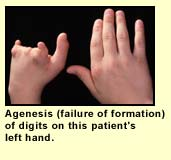 Agenesis (failure of formation)
of digits on this patient's
left hand.